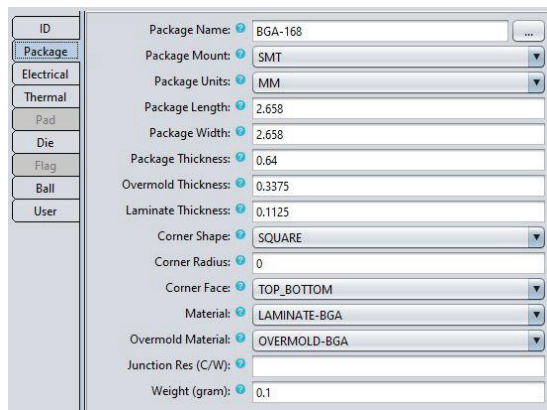 ID
Package
Electrical
Thermal
Pad
Die
Flag
Ball
User
Package Name: ? BGA-168 ...
Package Mount: ? SMT
Package Units: ? MM
Package Length: ? 2.658
Package Width: ? 2.658
Package Thickness: ? 0.64
Overmold Thickness: ? 0.3375
Laminate Thickness: ? 0.1125
Corner Shape: ? SQUARE
Corner Radius: ? 0
Corner Face: ? TOP_BOTTOM
Material: ? LAMINATE-BGA
Overmold Material: ? OVERMOLD-BGA
Junction Res (C/W): ?
Weight (gram): ? 0.1